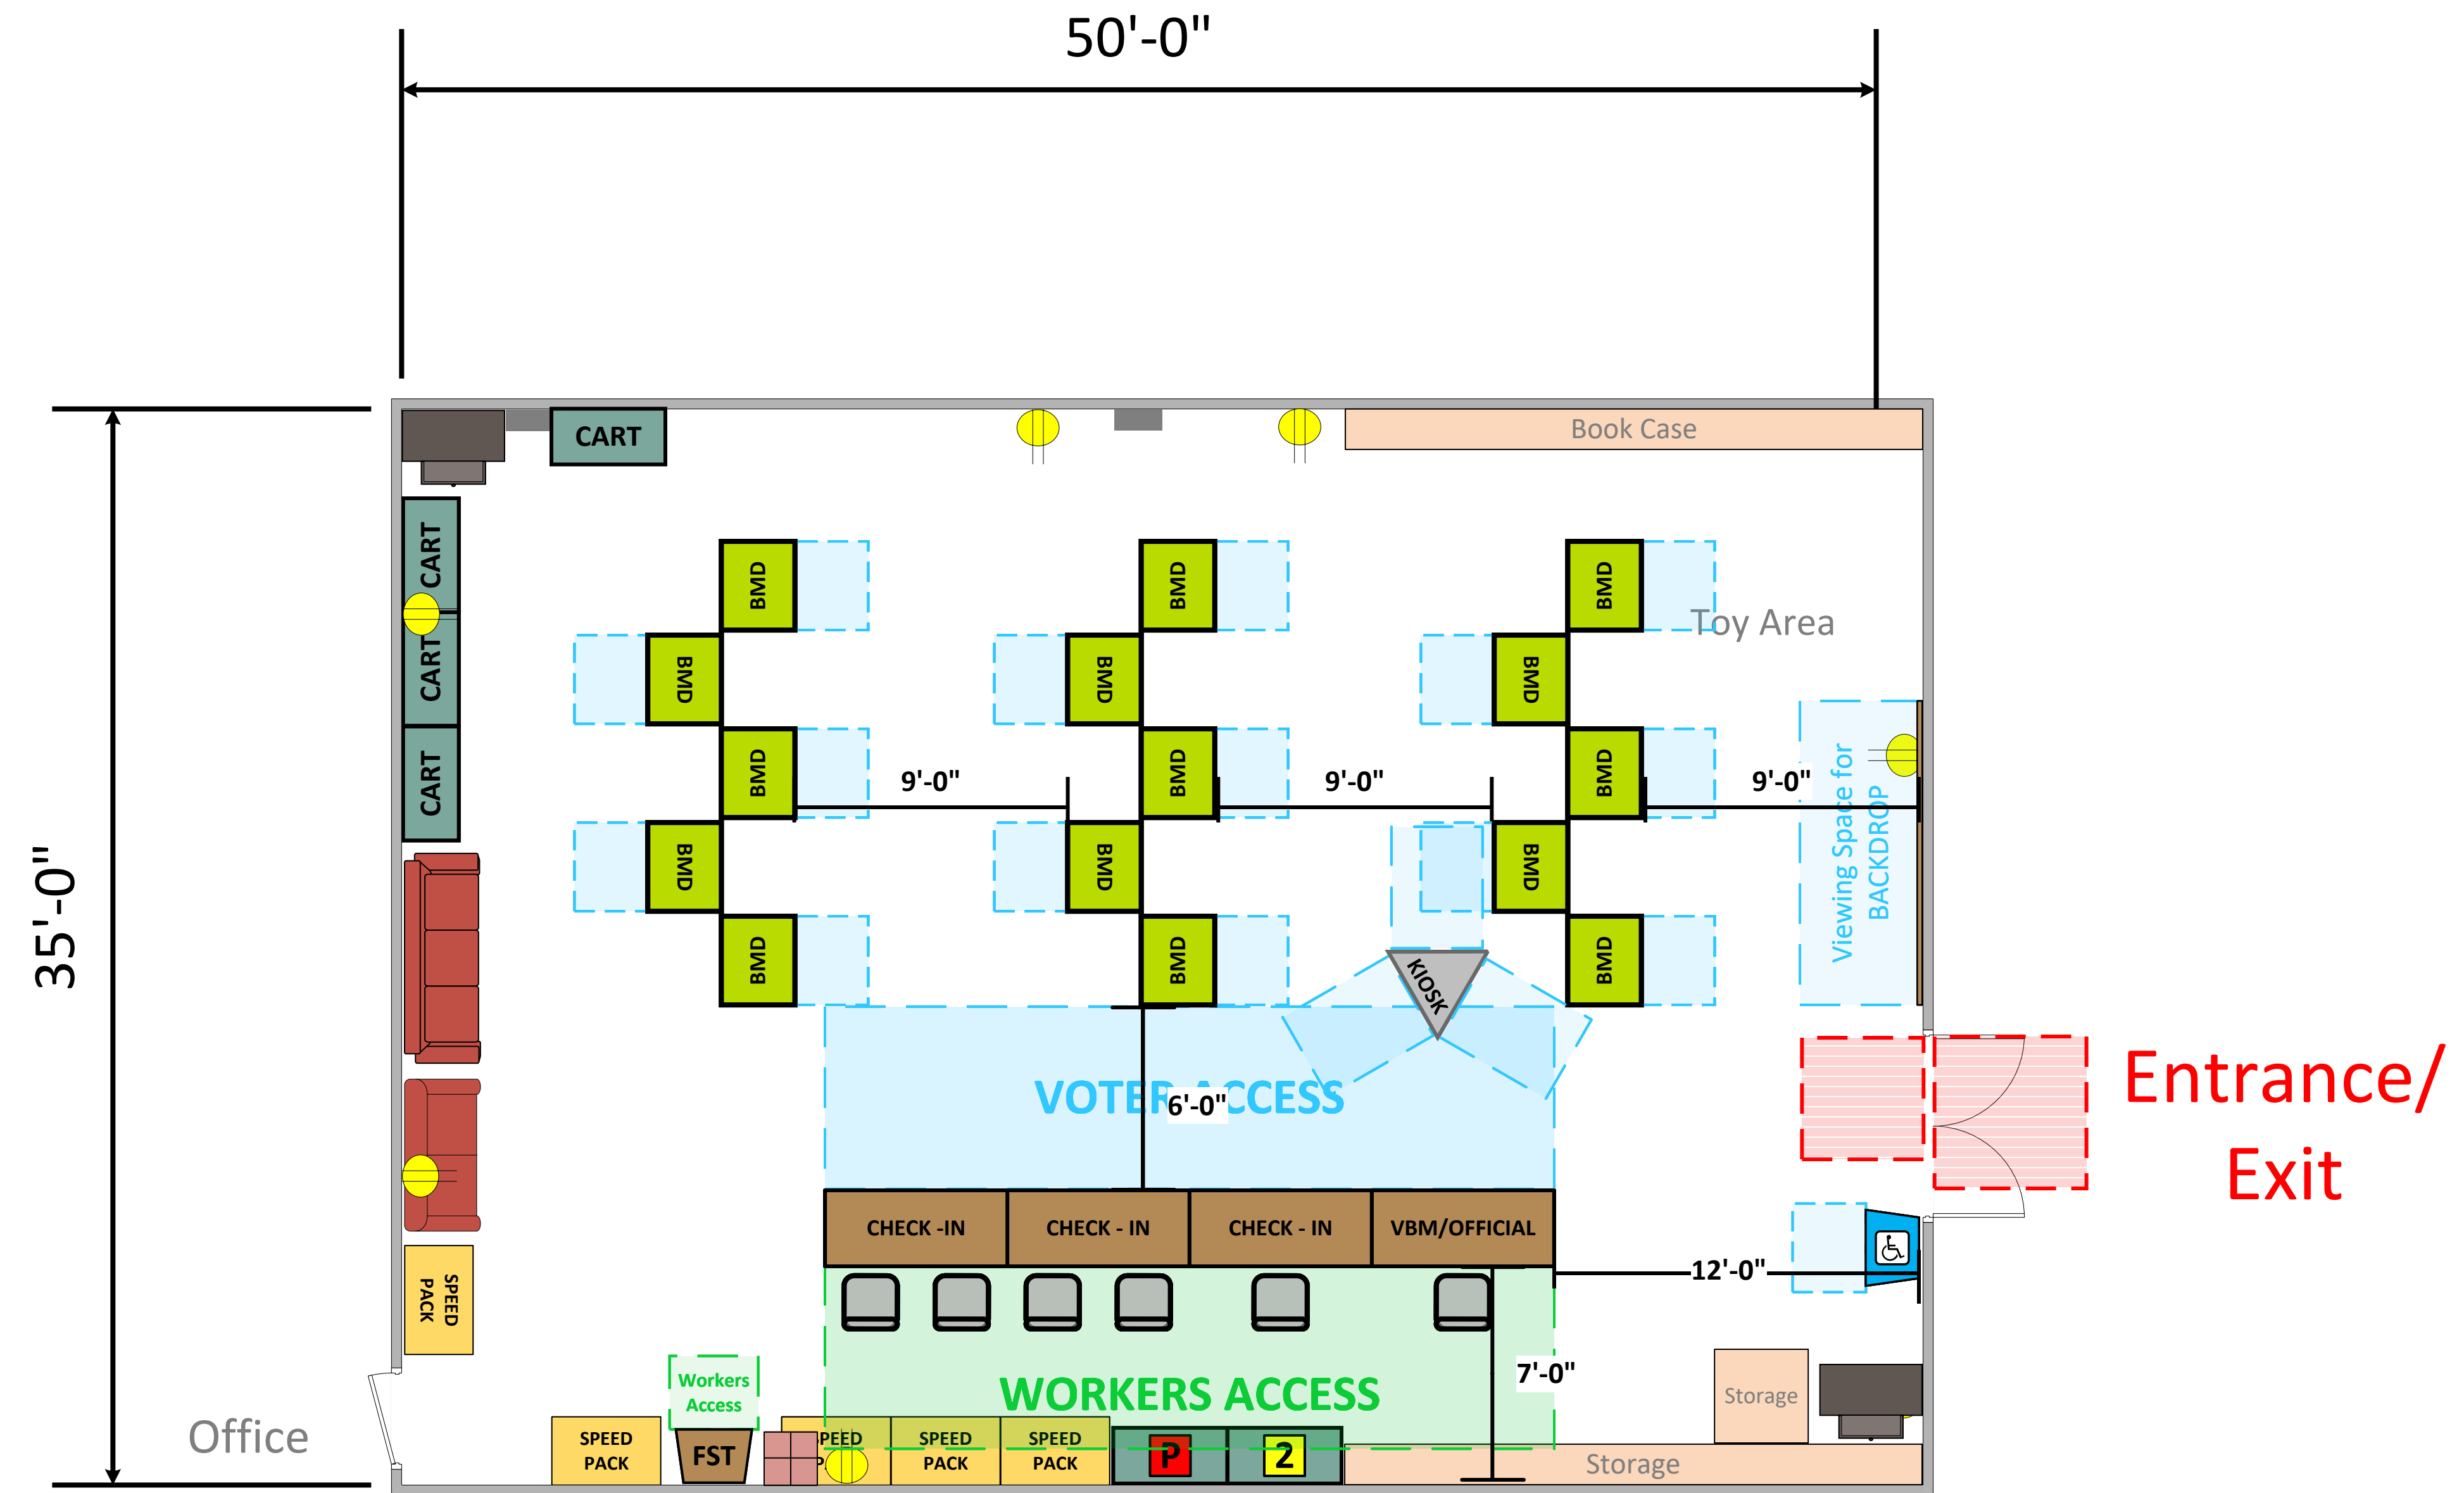 50'-0"
35'-0"
CART
Book Case
CART
CART
CART
BMD
BMD
BMD
Toy Area
BMD
BMD
BMD
BMD
BMD
BMD
9'-0"
9'-0"
9'-0"
Viewing Space for
BACKDROP
BMD
BMD
BMD
BMD
BMD
BMD
KIOSK
VOTER ACCESS
6'-0"
Entrance/
Exit
CHECK -IN
CHECK - IN
CHECK - IN
VBM/OFFICIAL
12'-0"
SPEED
PACK
7'-0"
Workers
Access
WORKERS ACCESS
Storage
Office
SPEED
PACK
FST
SPEED
SPEED
PACK
SPEED
PACK
P
2
Storage